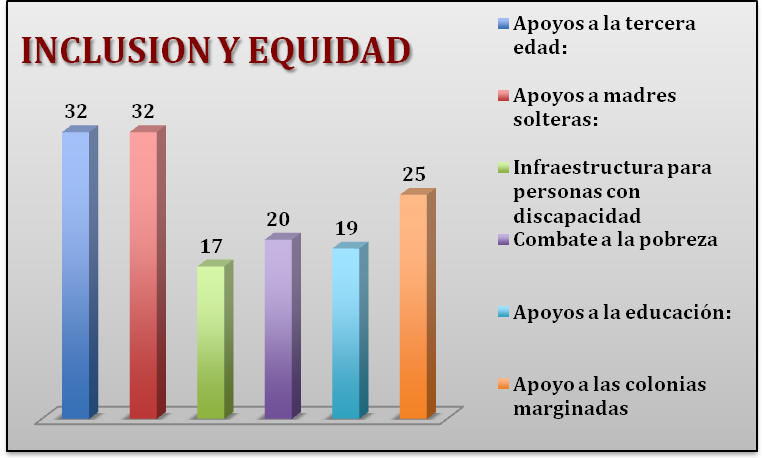 INCLUSION Y EQUIDAD
32
32
17
20
19
25
Apoyos a la tercera
edad:
Apoyos a madres
solteras:
Infraestructura para
personas con
discapacidad
Combate a la pobreza
Apoyos a la educación:
Apoyo a las colonias
marginadas